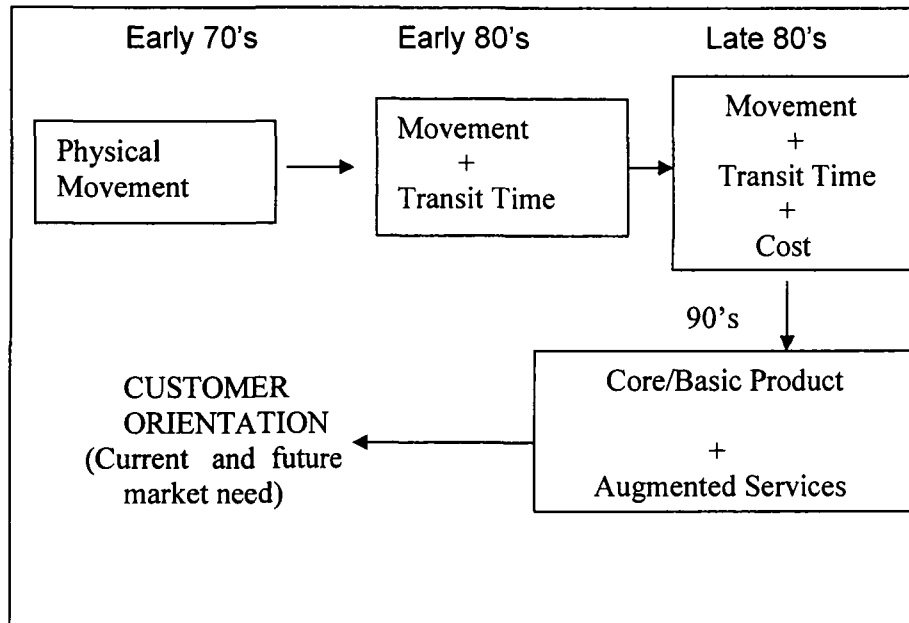 Early 70's
Early 80's
Late 80's
Physical
Movement
Movement
+
Transit Time
Movement
+
Transit Time
+
Cost
90's
Core/Basic Product
+
Augmented Services
CUSTOMER
ORIENTATION
(Current and future
market need)